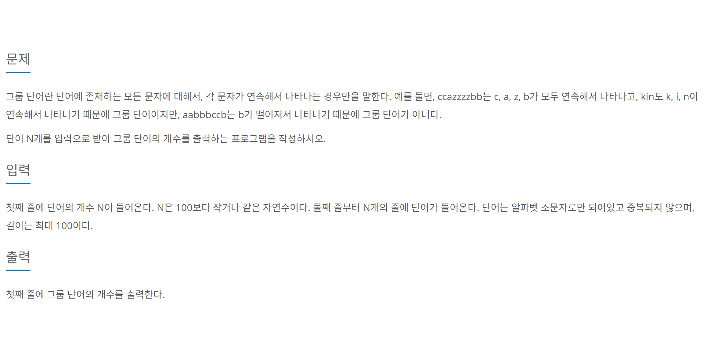 문제
그룹 단어란 단어에 존재하는 모든 문자에 대해서, 각 문자가 연속해서 나타나는 경우만을 말한다. 예를 들면, ccazzzzbb는 c, a, z, b가 모두 연속해서 나타나고, kin도 k, i, n이
연속해서 나타나기 때문에 그룹 단어이지만, aabbbccb는 b가 떨어져서 나타나기 때문에 그룹 단어가 아니다.
단어 N개를 입력으로 받아 그룹 단어의 개수를 출력하는 프로그램을 작성하시오.
입력
첫째 줄에 단어의 개수 N이 들어온다. N은 100보다 작거나 같은 자연수이다. 둘째 줄부터 N개의 줄에 단어가 들어온다. 단어는 알파벳 소문자로만 되어있고 중복되지 않으며,
길이는 최대 100이다.
출력
첫째 줄에 그룹 단어의 개수를 출력한다.